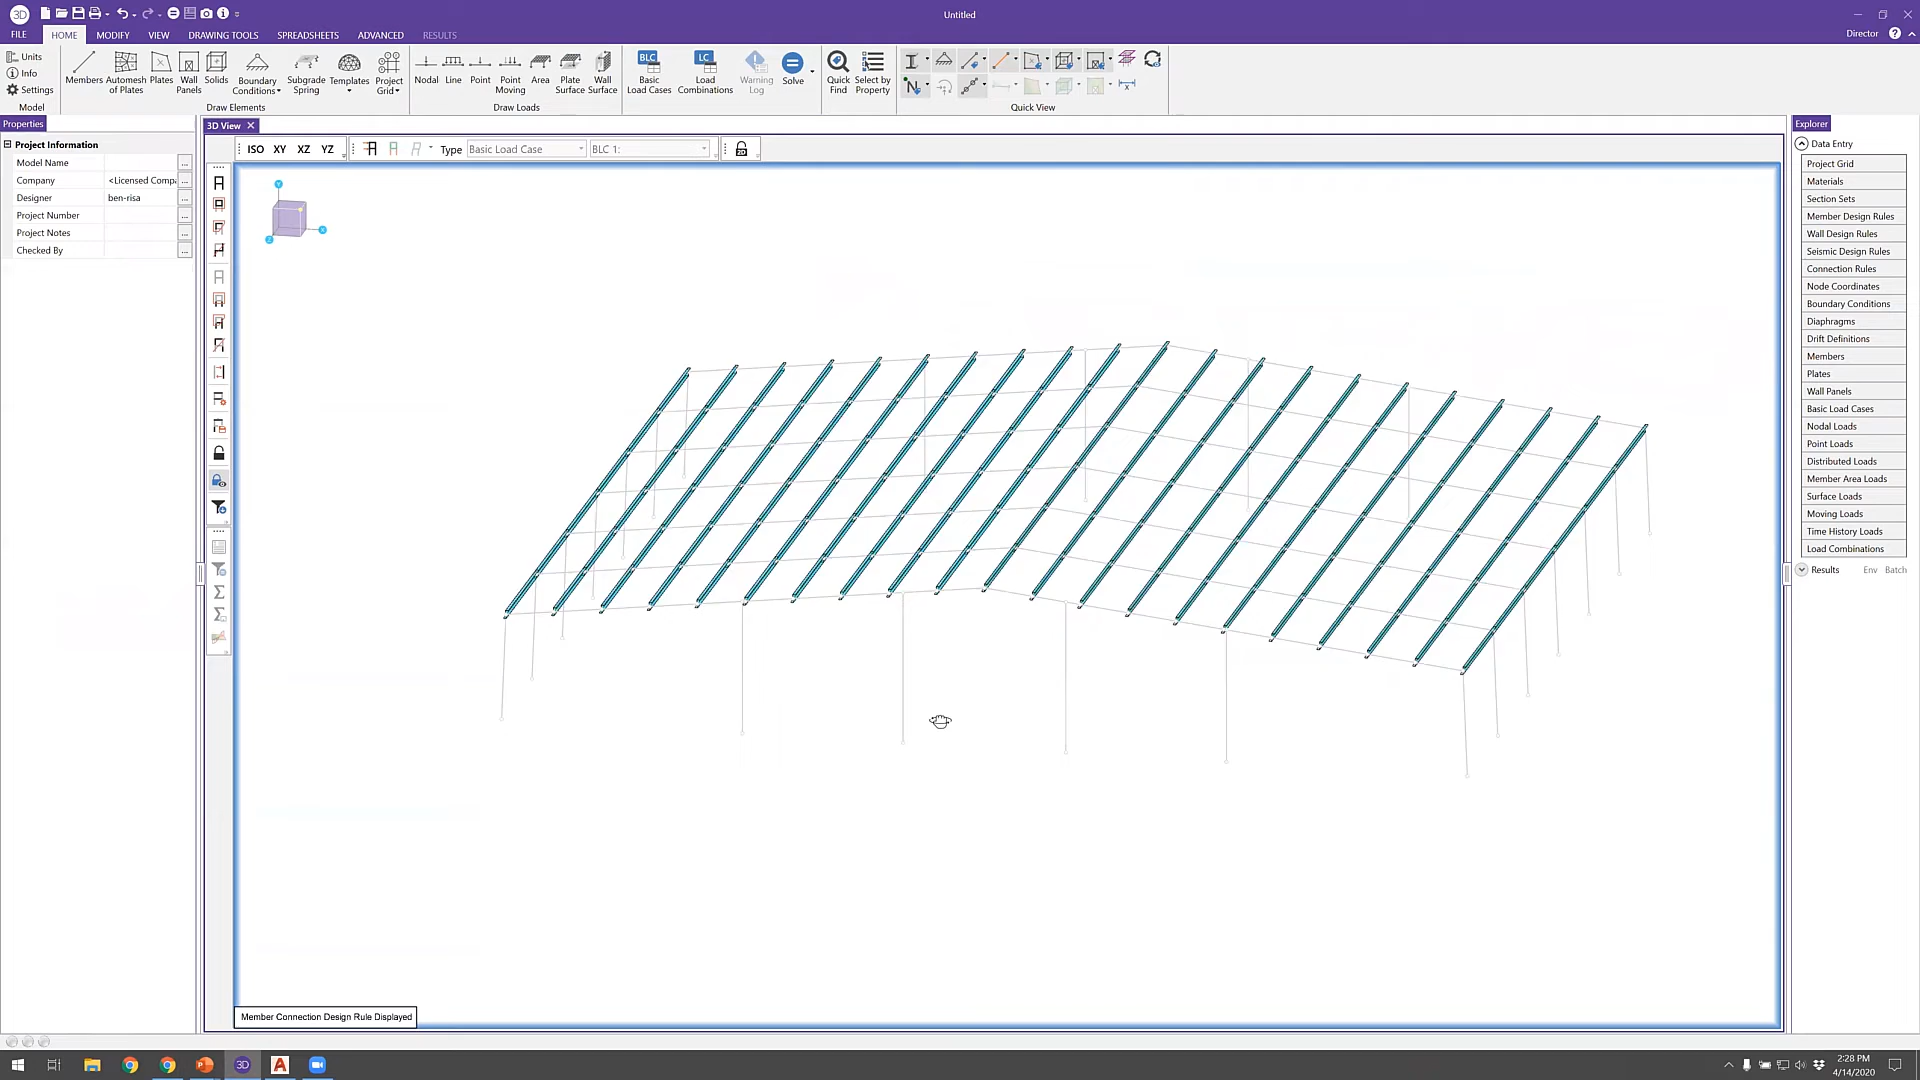 3D
Untitled
FILE HOME MODIFY VIEW DRAWING TOOLS SPREADSHEETS ADVANCED RESULTS
Director
Units
Info
Settings
Model
Members
Automesh
of Plates
Plates
Wall
Panels
Solids
Boundary
Conditions
Subgrade
Spring
Templates
Project
Grid
Draw Elements
Nodal
Line
Point
Point
Moving
Area
Plate
Surface
Wall
Surface
Draw Loads
BLC
Basic
Load Cases
LC
Load
Combinations
Warning
Log
Solve
Quick
Find
Select by
Property
N
Quick View
Properties
Project Information
Model Name ...
Company <Licensed Compa ...
Designer ben-risa ...
Project Number ...
Project Notes ...
Checked By ...
3D View
ISO XY XZ YZ
Type Basic Load Case BLC 1:
2D
Y
X
Z
Member Connection Design Rule Displayed
Explorer
Data Entry
Project Grid
Materials
Section Sets
Member Design Rules
Wall Design Rules
Seismic Design Rules
Connection Rules
Node Coordinates
Boundary Conditions
Diaphragms
Drift Definitions
Members
Plates
Wall Panels
Basic Load Cases
Nodal Loads
Point Loads
Distributed Loads
Member Area Loads
Surface Loads
Moving Loads
Time History Loads
Load Combinations
Results Env Batch
3D
A
2:28 PM
4/14/2020